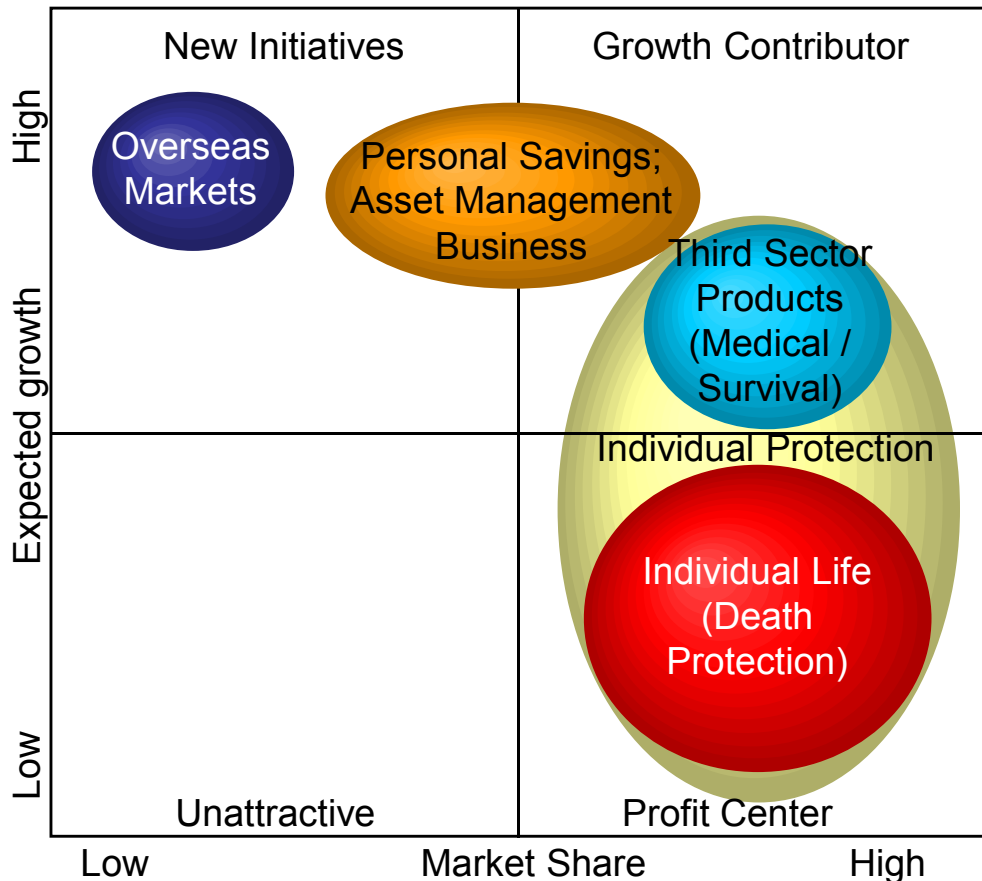 New Initiatives
Growth Contributor
High
Overseas
Markets
Personal Savings;
Asset Management
Business
Third Sector
Products
(Medical /
Survival)
Expected growth
Individual Protection
Individual Life
(Death
Protection)
Low
Unattractive
Profit Center
Low
Market Share
High